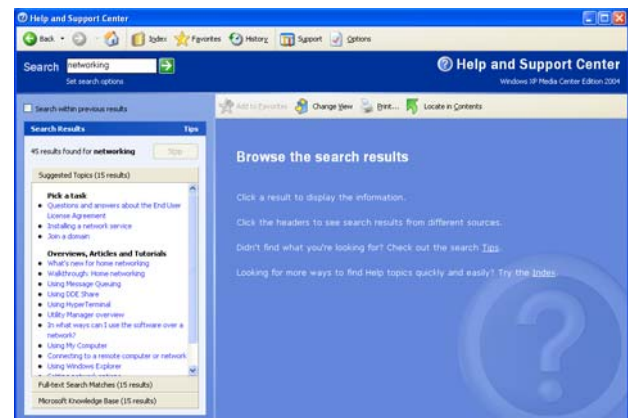 Help and Support Center
Back
Index
Favorites
History
Support
Options
Search
networking
Set search options
Help and Support Center
Windows XP Media Center Edition 2004
Search within previous results
Add to Favorites
Change View
Print...
Locate in Contents
Search Results
Tips
45 results found for networking
Suggested Topics (15 results)
Pick a task
Questions and answers about the End User
License Agreement
Installing a network service
Join a domain
Overviews, Articles and Tutorials
What's new for home networking
Walkthrough: Home networking
Using Message Queuing
Using DDE Share
Using HyperTerminal
Utility Manager overview
In what ways can I use the software over a
network?
Using My Computer
Connecting to a remote computer or network
Using Windows Explorer
Full-text Search Matches (15 results)
Microsoft Knowledge Base (15 results)
Browse the search results
Click a result to display the information.
Click the headers to see search results from different sources.
Didn't find what you're looking for? Check out the search Tips.
Looking for more ways to find Help topics quickly and easily? Try the Index.